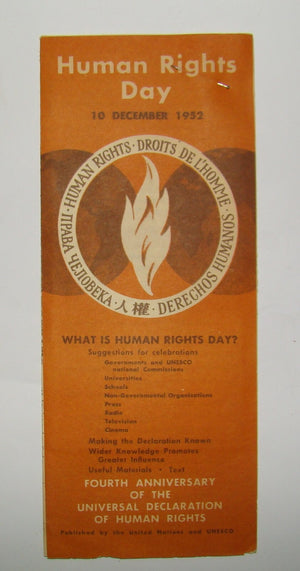 Human Rights
Day
10 DECEMBER 1952
HUMAN RIGHTS · DROITS DE L'HOMME · DERECHOS HUMANOS · 人權 · ПРАВА ЧЕЛОВЕКА ·
WHAT IS HUMAN RIGHTS DAY?
Suggestions for celebrations
Governments and UNESCO
national Commissions
Universities
Schools
Non-Governmental Organizations
Press
Radio
Television
Cinema
Making the Declaration Known
Wider Knowledge Promotes
Greater Influence
Useful Materials • Text
FOURTH ANNIVERSARY
OF THE
UNIVERSAL DECLARATION
OF HUMAN RIGHTS
Published by the United Nations and UNESCO